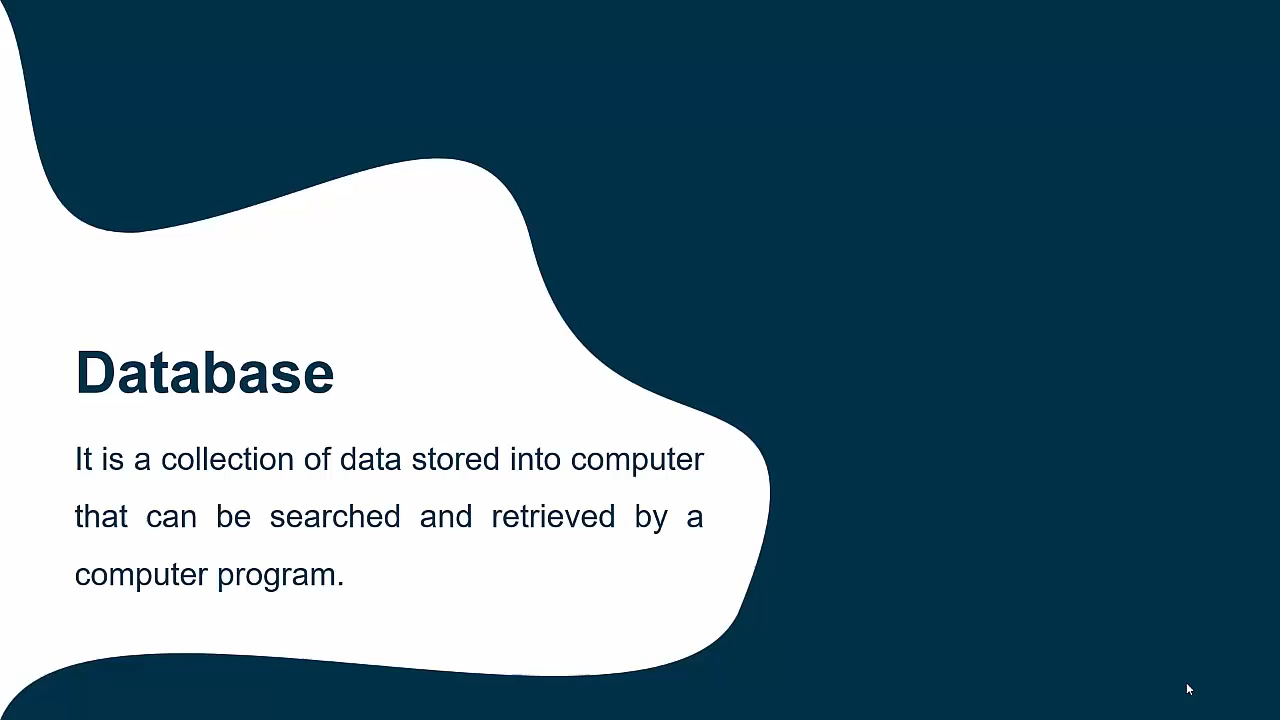 Database
It is a collection of data stored into computer
that can be searched and retrieved by a
computer program.